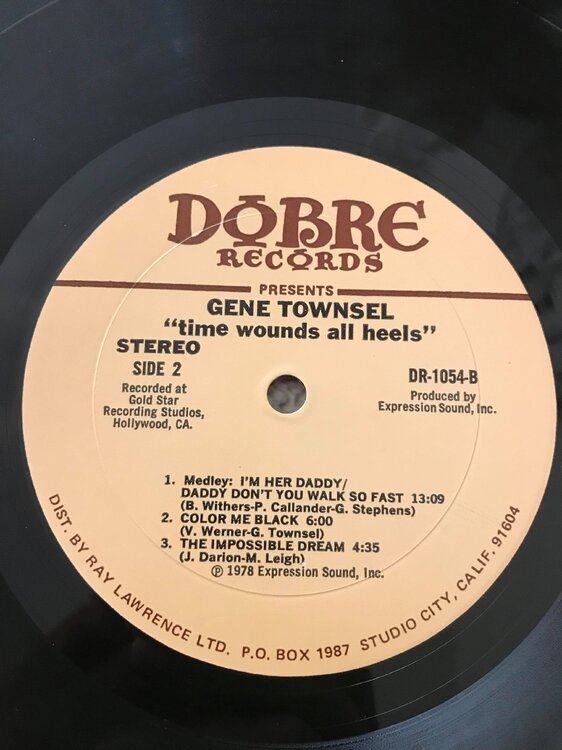 DOBRE
RECORDS
PRESENTS
GENE TOWNSEL
"time wounds all heels"
STEREO
SIDE 2
Recorded at
Gold Star
Recording Studios,
Hollywood, CA.
DR-1054-B
Produced by
Expression Sound, Inc.
1. Medley: I'M HER DADDY/
DADDY DON'T YOU WALK SO FAST 13:09
(B. Withers-P. Callander-G. Stephens)
2. COLOR ME BLACK 6:00
(V. Werner-G. Townsel)
3. THE IMPOSSIBLE DREAM 4:35
(J. Darion-M. Leigh)
℗ 1978 Expression Sound, Inc.
DIST. BY RAY LAWRENCE LTD. P.O. BOX 1987 STUDIO CITY, CALIF. 91604